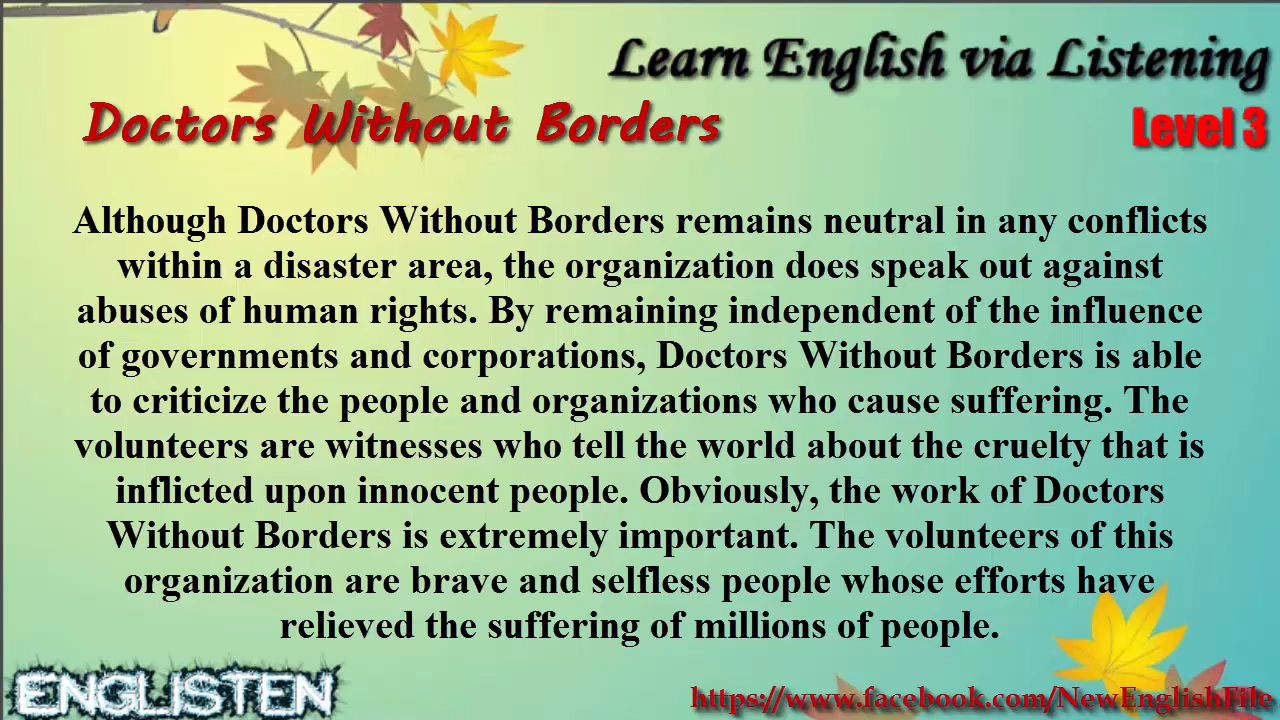 Learn English via Listening
Doctors Without Borders
Level 3
Although Doctors Without Borders remains neutral in any conflicts
within a disaster area, the organization does speak out against
abuses of human rights. By remaining independent of the influence
of governments and corporations, Doctors Without Borders is able
to criticize the people and organizations who cause suffering. The
volunteers are witnesses who tell the world about the cruelty that is
inflicted upon innocent people. Obviously, the work of Doctors
Without Borders is extremely important. The volunteers of this
organization are brave and selfless people whose efforts have
relieved the suffering of millions of people.
ENGLISTEN
https://www.facebook.com/NewEnglishFile